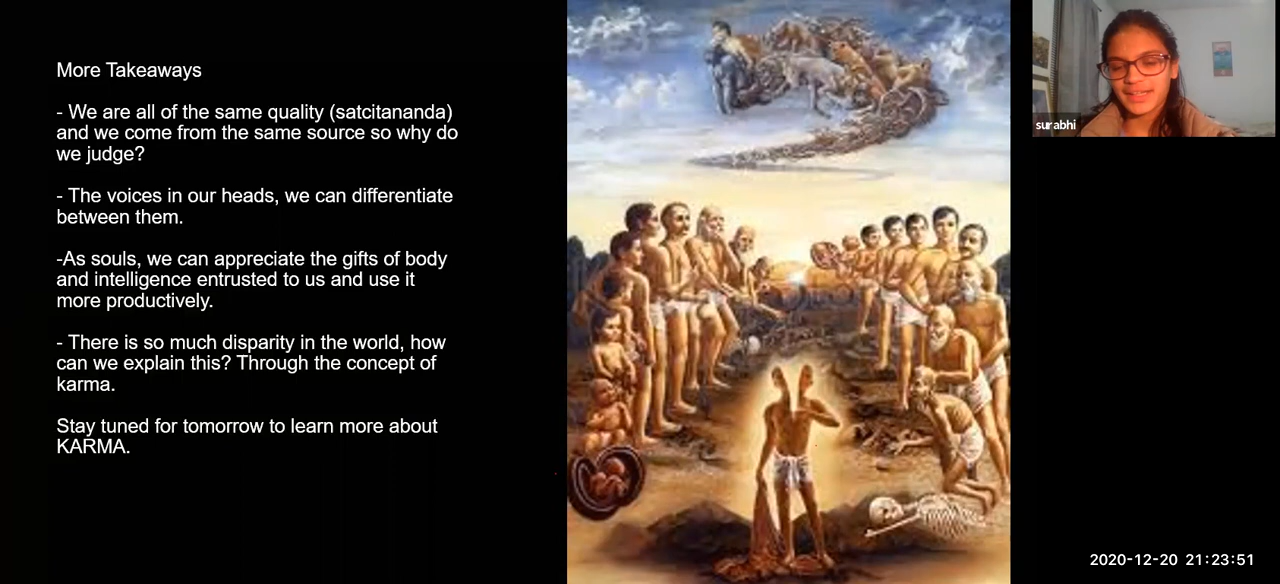 More Takeaways
- We are all of the same quality (satcitananda)
and we come from the same source so why do
we judge?
- The voices in our heads, we can differentiate
between them.
-As souls, we can appreciate the gifts of body
and intelligence entrusted to us and use it
more productively.
- There is so much disparity in the world, how
can we explain this? Through the concept of
karma.
Stay tuned for tomorrow to learn more about
KARMA.
surabhi
2020-12-20 21:23:51